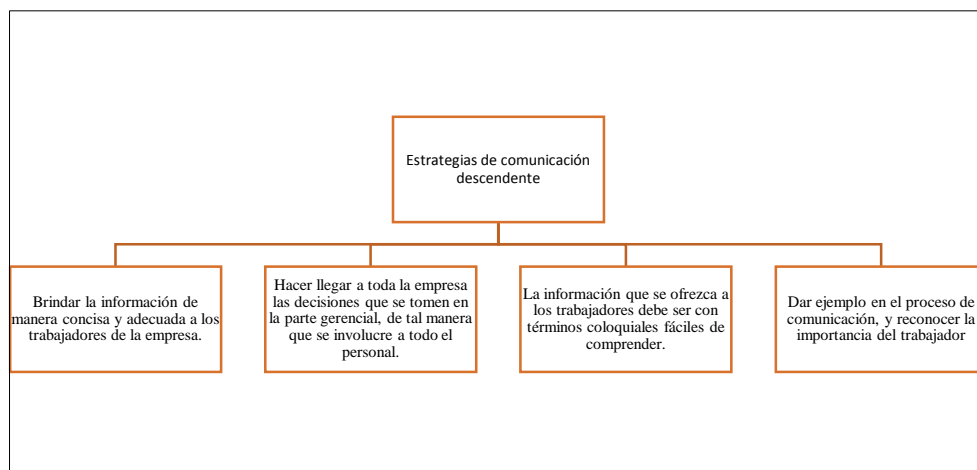 Estrategias de comunicación
descendente
Brindar la información de
manera concisa y adecuada a los
trabajadores de la empresa.
Hacer llegar a toda la empresa
las decisiones que se tomen en
la parte gerencial, de tal manera
que se involucre a todo el
personal.
La información que se ofrezca a
los trabajadores debe ser con
términos coloquiales fáciles de
comprender.
Dar ejemplo en el proceso de
comunicación, y reconocer la
importancia del trabajador